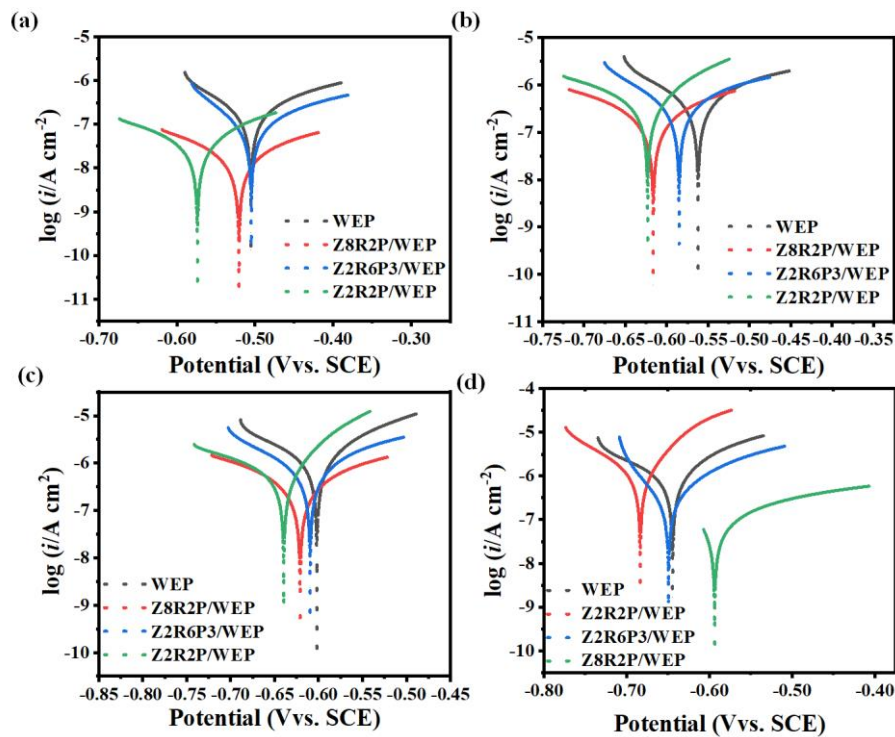 (a)
log (i/A cm-2)
-5
-6
-7
-8
-9
-10
-11
WEP
Z8R2P/WEP
Z2R6P3/WEP
Z2R2P/WEP
-0.70
-0.60
-0.50
-0.40
-0.30
Potential (Vvs. SCE)
(b)
log (i/A cm-2)
-5
-6
-7
-8
-9
-10
-11
WEP
Z8R2P/WEP
Z2R6P3/WEP
Z2R2P/WEP
-0.75
-0.70
-0.65
-0.60
-0.55
-0.50
-0.45
-0.40
-0.35
Potential (Vvs. SCE)
(c)
log (i/A cm-2)
-5
-6
-7
-8
-9
-10
WEP
Z8R2P/WEP
Z2R6P3/WEP
Z2R2P/WEP
-0.85
-0.80
-0.75
-0.70
-0.65
-0.60
-0.55
-0.50
-0.45
Potential (Vvs. SCE)
(d)
log (i/A cm-2)
-4
-5
-6
-7
-8
-9
-10
WEP
Z2R2P/WEP
Z2R6P3/WEP
Z8R2P/WEP
-0.80
-0.70
-0.60
-0.50
-0.40
Potential (Vvs. SCE)